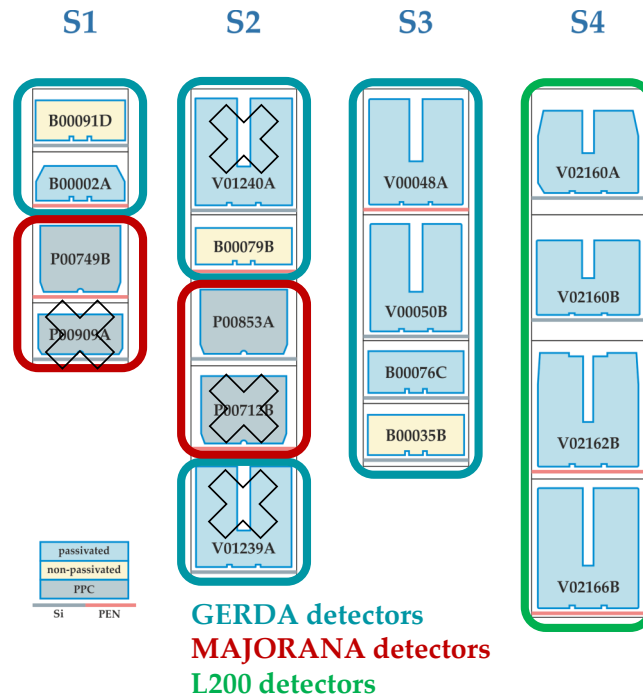 S1 S2 S3 S4
B00091D
B00002A
P00749B
P00909A
V01240A
B00079B
P00853A
P00712B
V01239A
V00048A
V00050B
B00076C
B00035B
V02160A
V02160B
V02162B
V02166B
passivated
non-passivated
PPC
Si PEN
GERDA detectors
MAJORANA detectors
L200 detectors